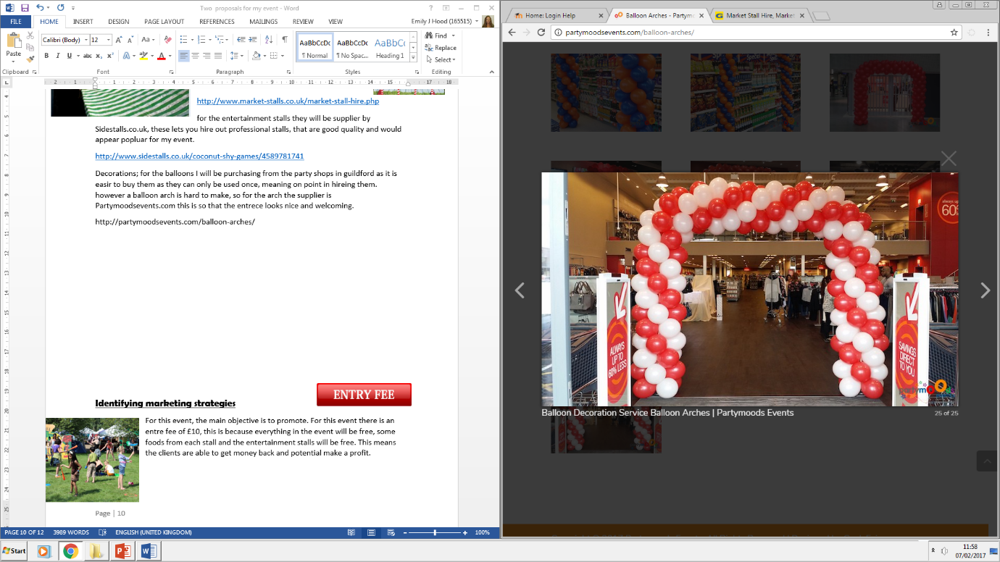 Two proposals for my event - Word
FILE HOME INSERT DESIGN PAGE LAYOUT REFERENCES MAILINGS REVIEW VIEW Emily J Hood (165515)
Calibri (Body) 12
Paste
Clipboard Font Paragraph Styles Editing
AaBbCcDc AaBbCcDc AaBbCc
¶ Normal ¶ No Spac... Heading 1
Find
Replace
Select
http://www.market-stalls.co.uk/market-stall-hire.php
for the entertainment stalls they will be supplier by
Sidestalls.co.uk, these lets you hire out professional stalls, that are good quality and would
appear popluar for my event.
http://www.sidestalls.co.uk/coconut-shy-games/4589781741
Decorations; for the balloons I will be purchasing from the party shops in guildford as it is
easir to buy them as they can only be used once, meaning on point in hireing them.
however a balloon arch is hard to make, so for the arch the supplier is
Partymoodsevents.com this is so that the entrece looks nice and welcoming.
http://partymoodsevents.com/balloon-arches/
ENTRY FEE
Identifying marketing strategies
For this event, the main objective is to promote. For this event there is an
entre fee of £10, this is because everything in the event will be free, some
foods from each stall and the entertainment stalls will be free. This means
the clients are able to get money back and potential make a profit.
Page | 10
PAGE 10 OF 12 3989 WORDS ENGLISH (UNITED KINGDOM) 100%
Home: Login Help
Balloon Arches - Partymo
Market Stall Hire, Market
partymoodsevents.com/balloon-arches/
always up to
60%
ALWAYS
UP TO
60% LESS
SAVINGS
DIRECT
TO YOU
partymoods
Balloon Decoration Service Balloon Arches | Partymoods Events
25 of 25
Start
11:58
07/02/2017